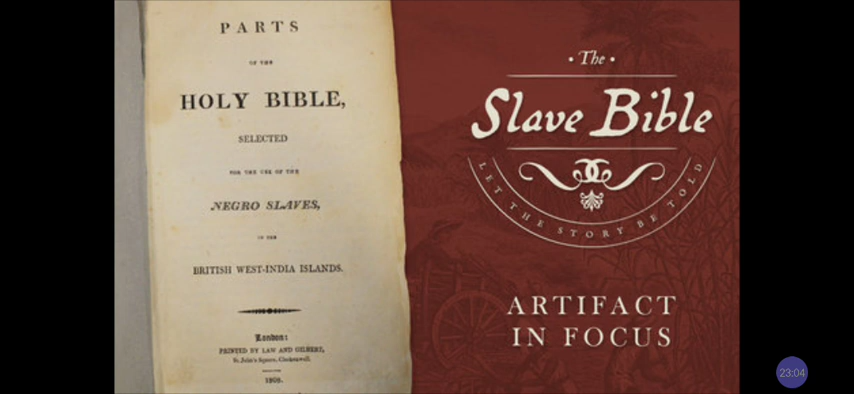 PARTS
OF THE
HOLY BIBLE,
SELECTED
FOR THE USE OF THE
NEGRO SLAVES,
IN THE
BRITISH WEST-INDIA ISLANDS.
London:
PRINTED BY LAW AND GILBERT,
St. John's Square, Clerkenwell.
1808.
• The •
Slave Bible
LET THE STORY BE TOLD
ARTIFACT
IN FOCUS
23:04